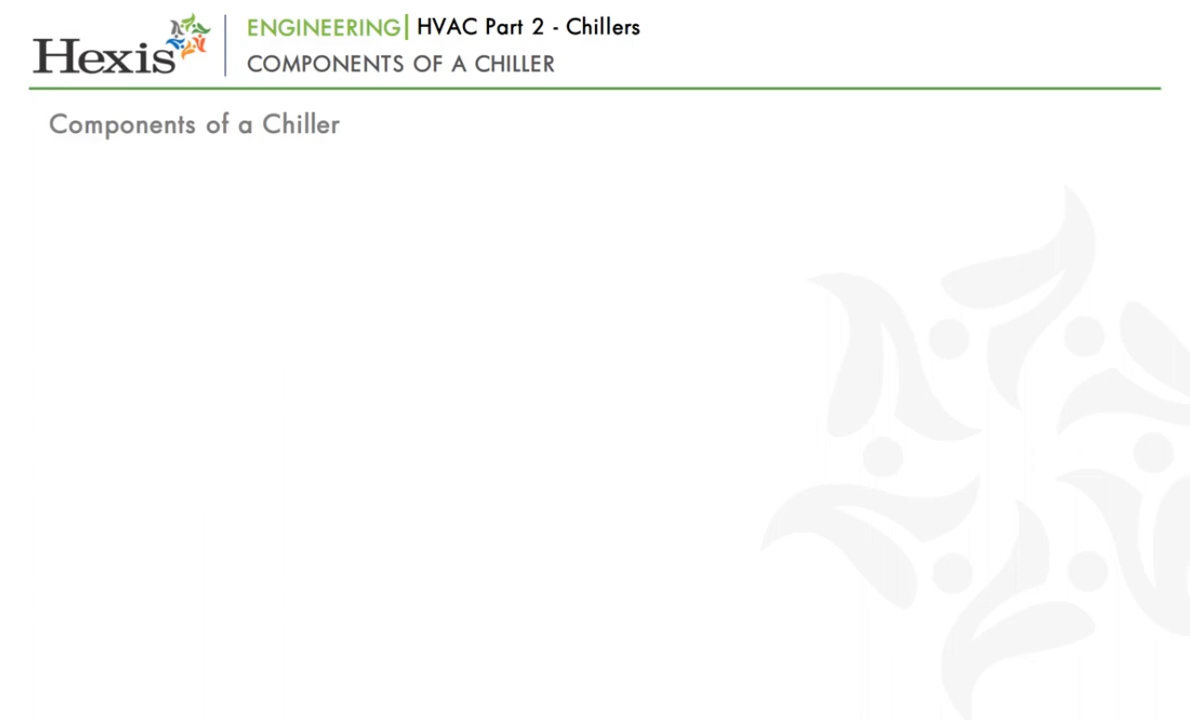 Hexis
ENGINEERING| HVAC Part 2 - Chillers
COMPONENTS OF A CHILLER
Components of a Chiller